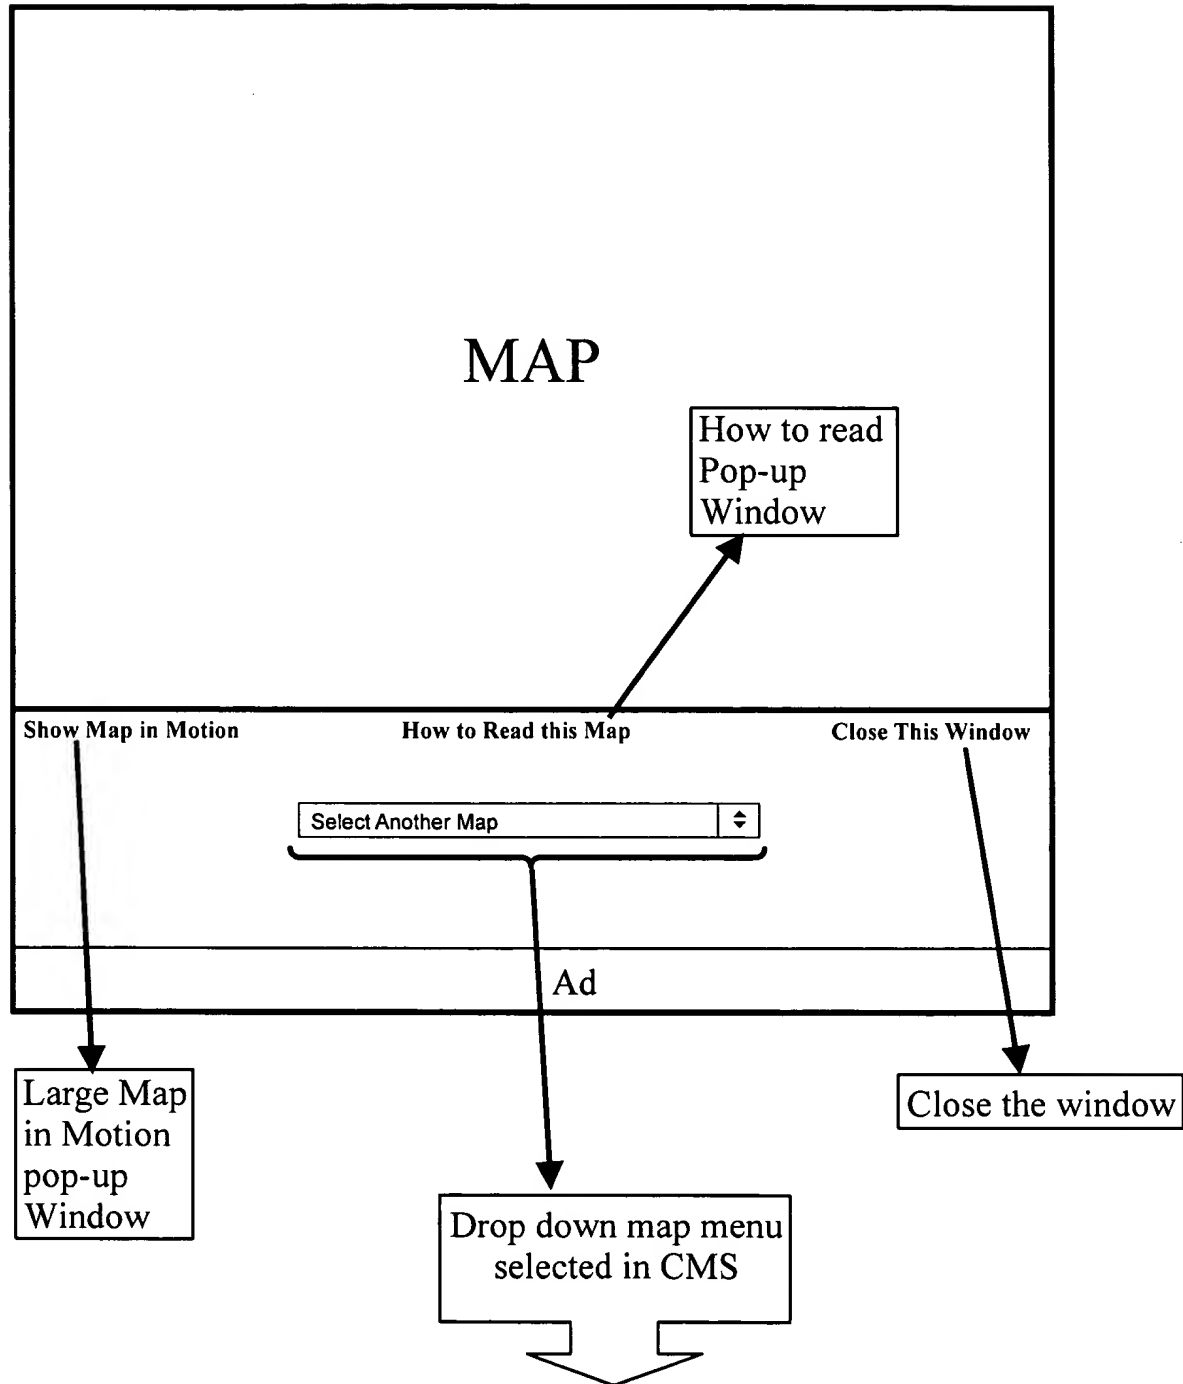 MAP
How to read
Pop-up
Window
Show Map in Motion
How to Read this Map
Close This Window
Select Another Map
Ad
Large Map
in Motion
pop-up
Window
Close the window
Drop down map menu
selected in CMS